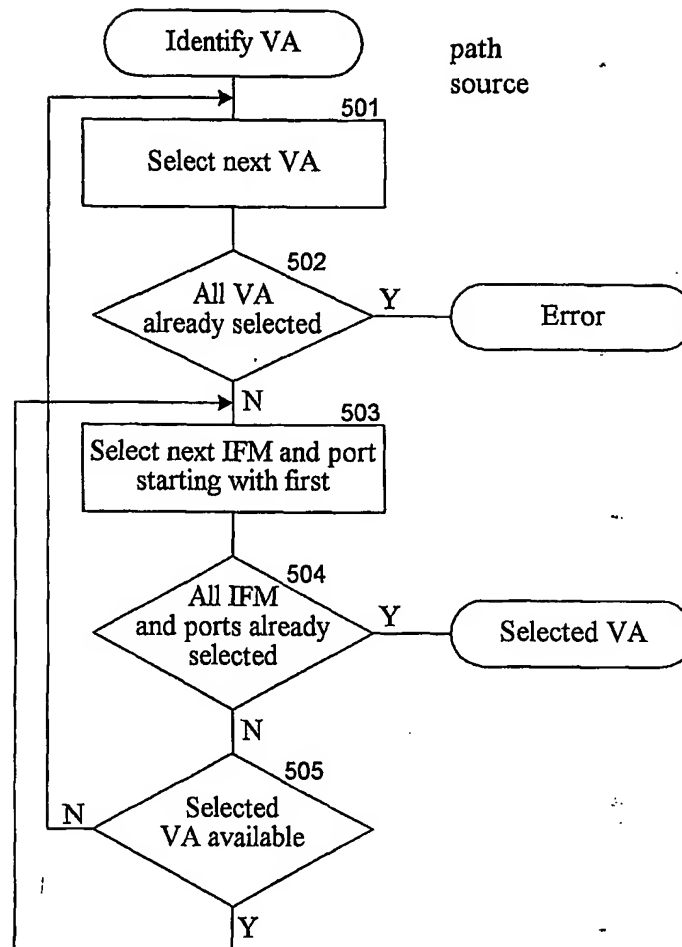 Identify VA
path
source
501
Select next VA
502
All VA
already selected
Y
Error
N
503
Select next IFM and port
starting with first
504
All IFM
and ports already
selected
Y
Selected VA
N
505
N
Selected
VA available
Y